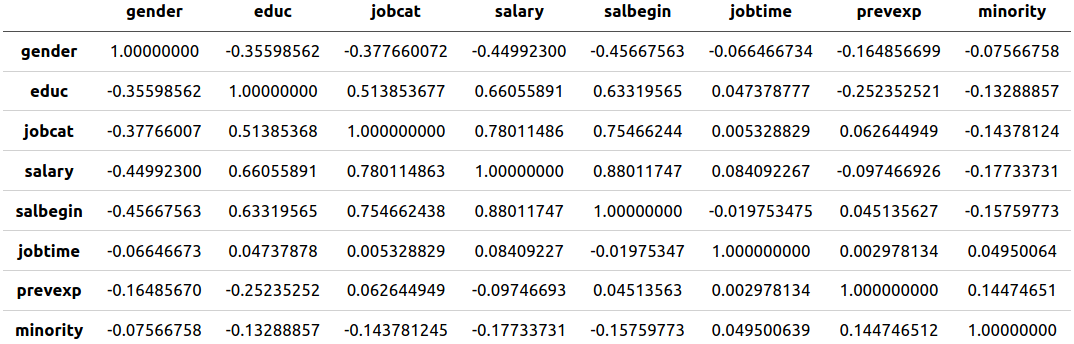 gender educ jobcat salary salbegin jobtime prevexp minority
gender 1.00000000 -0.35598562 -0.377660072 -0.44992300 -0.45667563 -0.066466734 -0.164856699 -0.07566758
educ -0.35598562 1.00000000 0.513853677 0.66055891 0.63319565 0.047378777 -0.252352521 -0.13288857
jobcat -0.37766007 0.51385368 1.000000000 0.78011486 0.75466244 0.005328829 0.062644949 -0.14378124
salary -0.44992300 0.66055891 0.780114863 1.00000000 0.88011747 0.084092267 -0.097466926 -0.17733731
salbegin -0.45667563 0.63319565 0.754662438 0.88011747 1.00000000 -0.019753475 0.045135627 -0.15759773
jobtime -0.06646673 0.04737878 0.005328829 0.08409227 -0.01975347 1.000000000 0.002978134 0.04950064
prevexp -0.16485670 -0.25235252 0.062644949 -0.09746693 0.04513563 0.002978134 1.000000000 0.14474651
minority -0.07566758 -0.13288857 -0.143781245 -0.17733731 -0.15759773 0.049500639 0.144746512 1.00000000